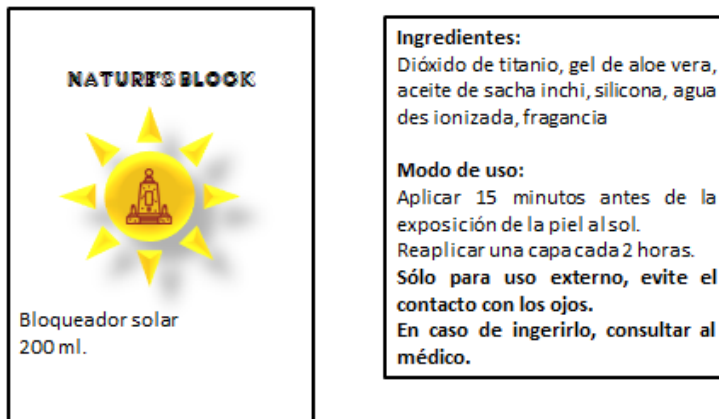 NATURE'S BLOCK
Bloqueador solar
200 ml.
Ingredientes:
Dióxido de titanio, gel de aloe vera,
aceite de sacha inchi, silicona, agua
des ionizada, fragancia
Modo de uso:
Aplicar 15 minutos antes de la
exposición de la piel al sol.
Reaplicar una capa cada 2 horas.
Sólo para uso externo, evite el
contacto con los ojos.
En caso de ingerirlo, consultar al
médico.